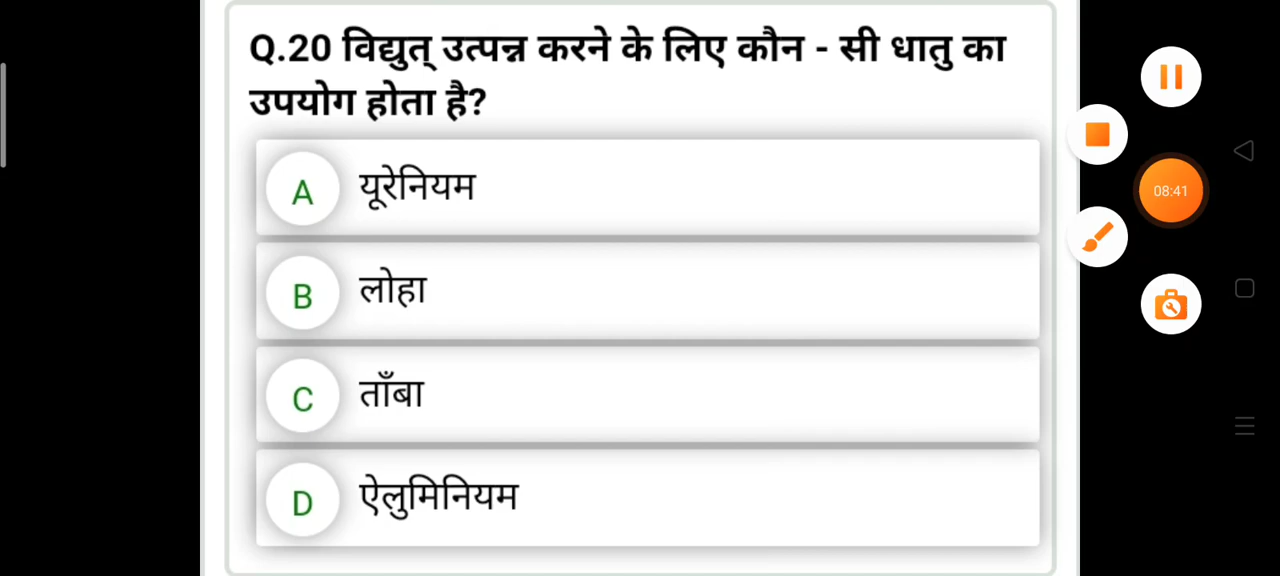 Q.20 विद्युत् उत्पन्न करने के लिए कौन - सी धातु का
उपयोग होता है?
A यूरेनियम
B लोहा
C ताँबा
D ऐलुमिनियम
08:41